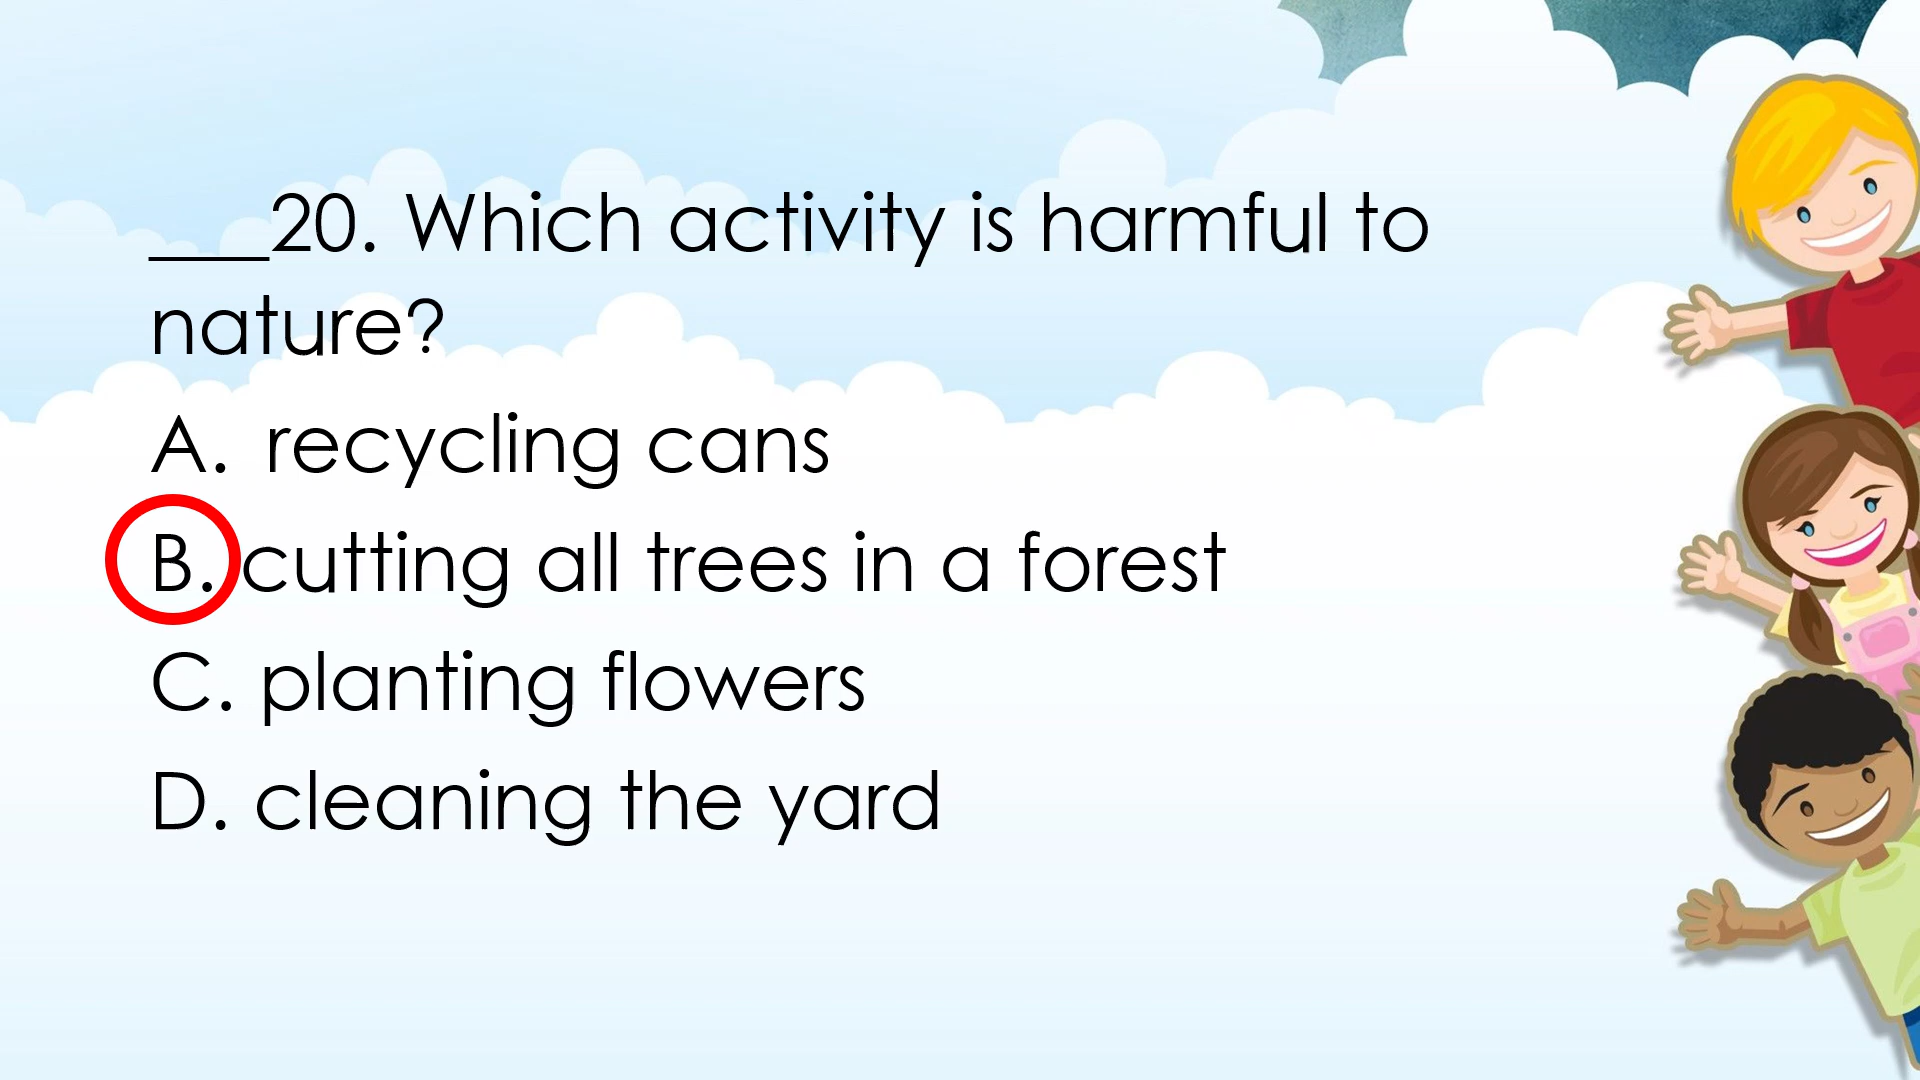 ___20. Which activity is harmful to
nature?
A. recycling cans
B. cutting all trees in a forest
C. planting flowers
D. cleaning the yard